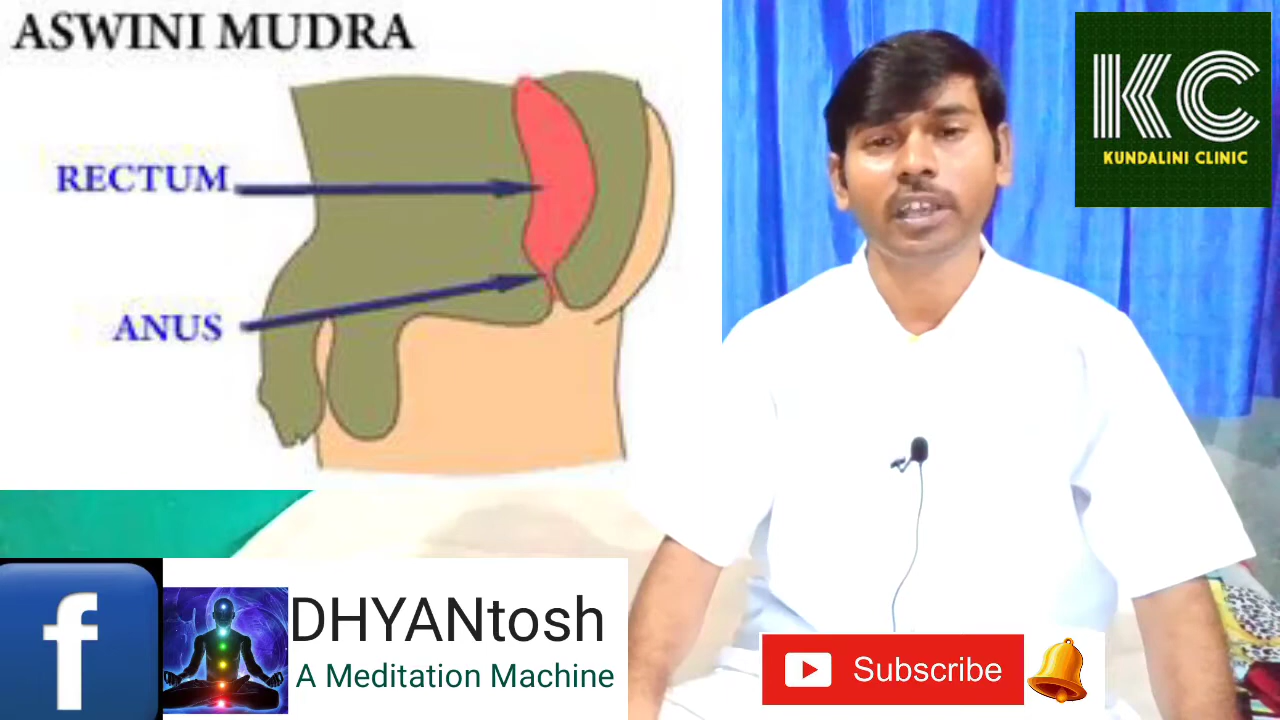 ASWINI MUDRA
RECTUM
ANUS
KC
KUNDALINI CLINIC
f
DHYANtosh
A Meditation Machine
Subscribe